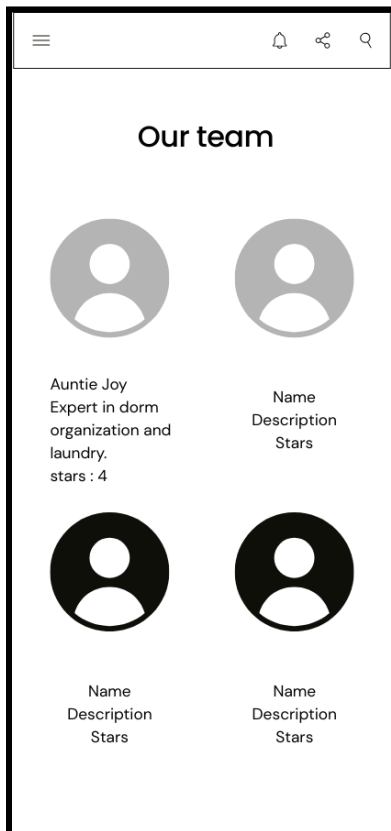 Our team
Auntie Joy
Expert in dorm
organization and
laundry.
stars : 4
Name
Description
Stars
Name
Description
Stars
Name
Description
Stars